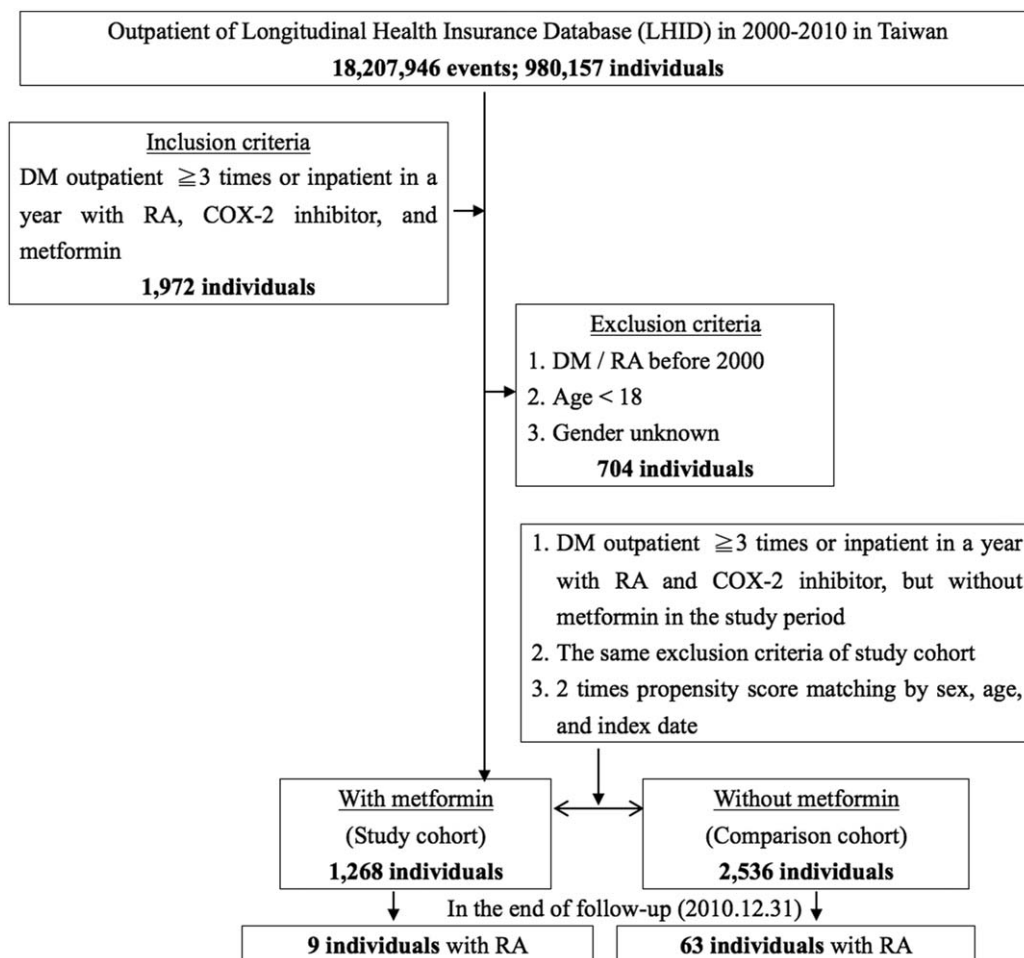 Outpatient of Longitudinal Health Insurance Database (LHID) in 2000-2010 in Taiwan
18,207,946 events; 980,157 individuals
Inclusion criteria
DM outpatient ≧3 times or inpatient in a
year with RA, COX-2 inhibitor, and
metformin
1,972 individuals
Exclusion criteria
1. DM / RA before 2000
2. Age < 18
3. Gender unknown
704 individuals
1. DM outpatient ≧3 times or inpatient in a year
with RA and COX-2 inhibitor, but without
metformin in the study period
2. The same exclusion criteria of study cohort
3. 2 times propensity score matching by sex, age,
and index date
With metformin
(Study cohort)
1,268 individuals
Without metformin
(Comparison cohort)
2,536 individuals
In the end of follow-up (2010.12.31)
9 individuals with RA
63 individuals with RA